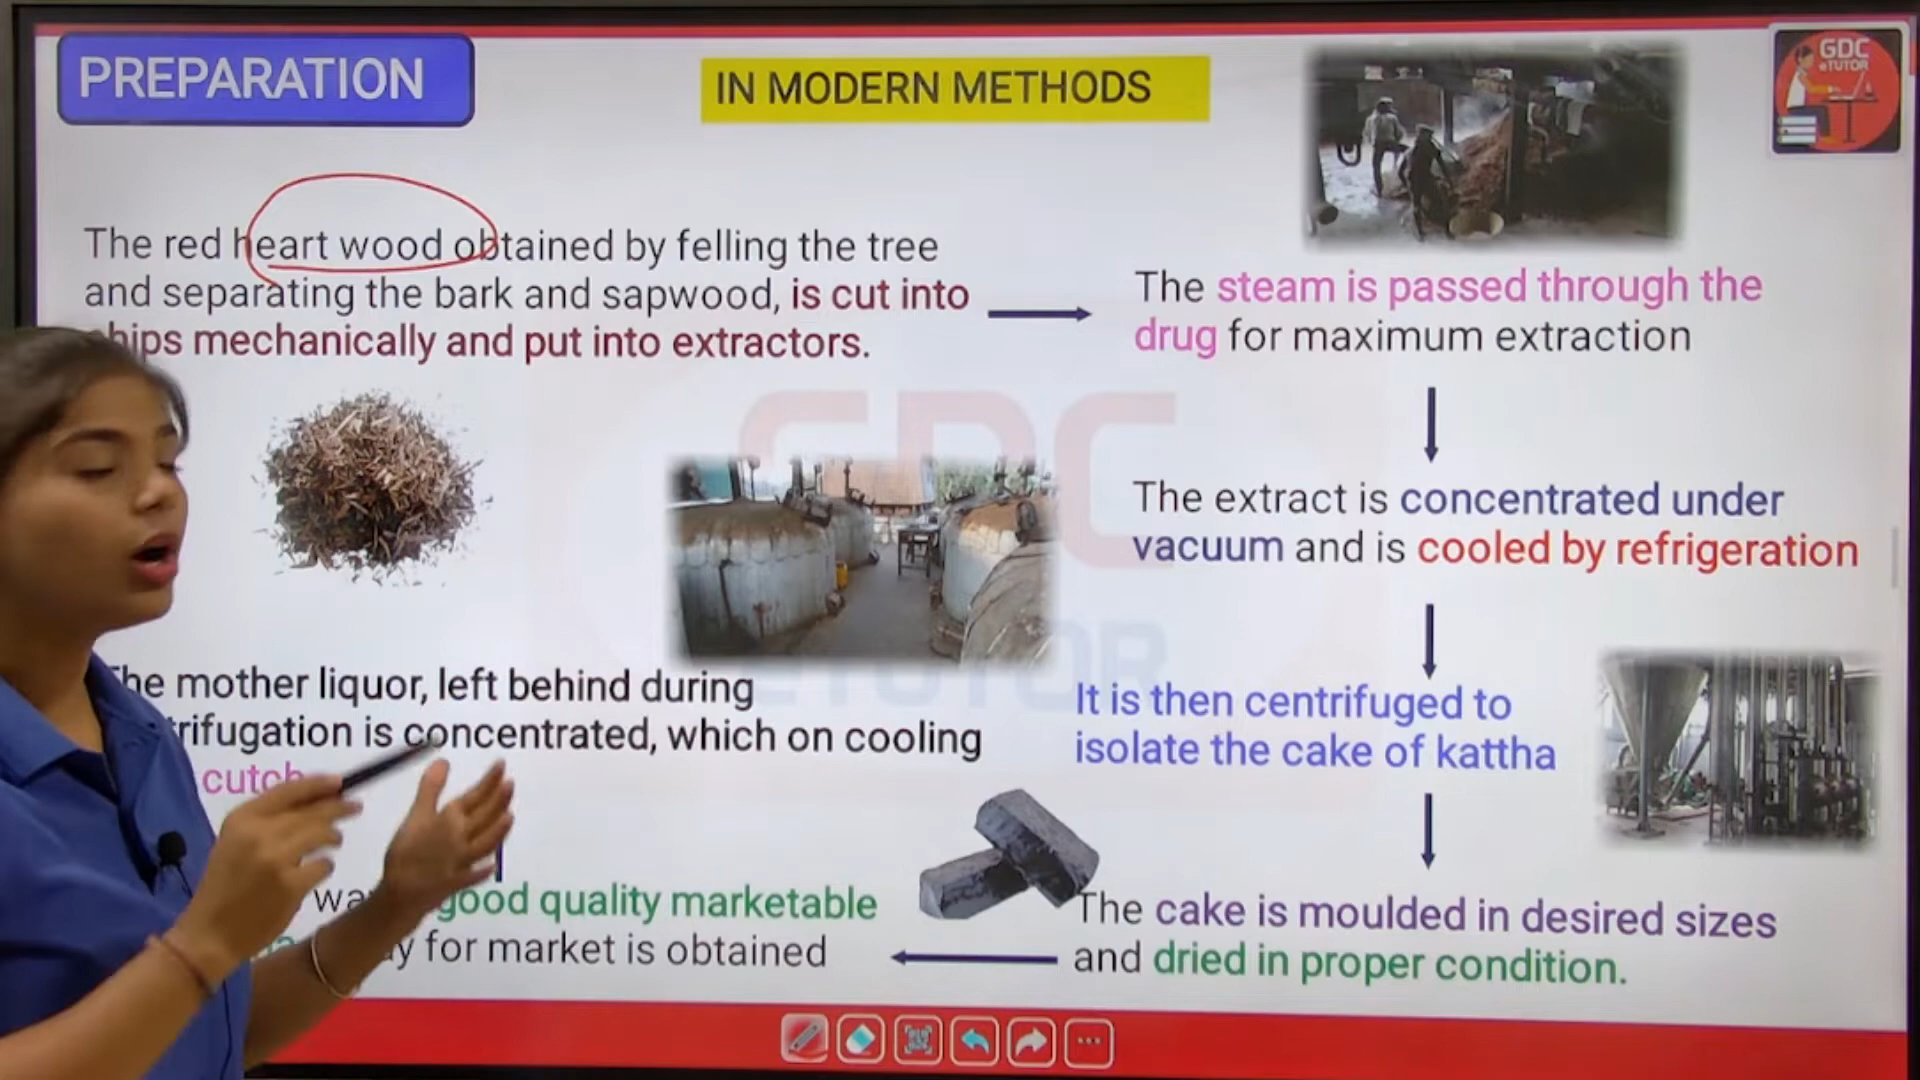 PREPARATION
IN MODERN METHODS
GDC
eTUTOR
The red heart wood obtained by felling the tree
and separating the bark and sapwood, is cut into
chips mechanically and put into extractors.
The steam is passed through the
drug for maximum extraction
The extract is concentrated under
vacuum and is cooled by refrigeration
It is then centrifuged to
isolate the cake of kattha
The cake is moulded in desired sizes
and dried in proper condition.
good quality marketable
for market is obtained
The mother liquor, left behind during
is concentrated, which on cooling
cutch
GDC
eTUTOR